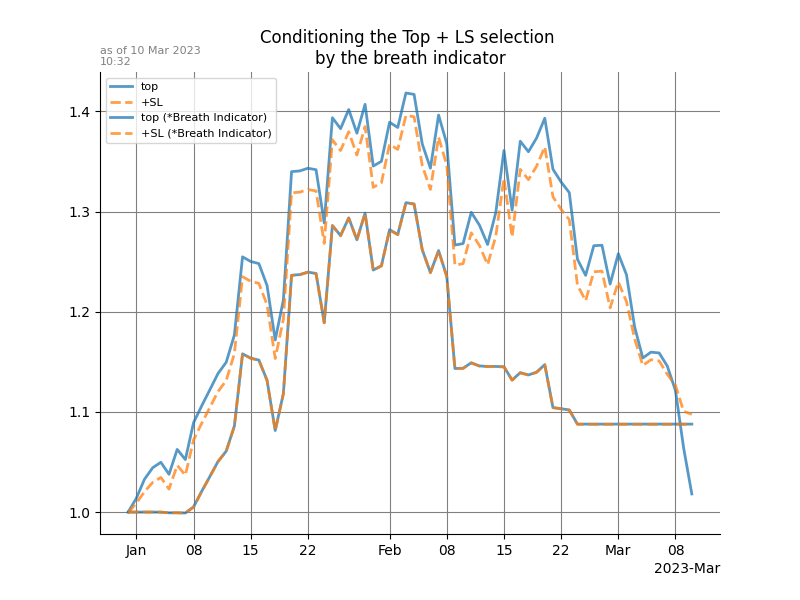 Conditioning the Top + LS selection
by the breath indicator
as of 10 Mar 2023
10:32
top
+SL
top (*Breath Indicator)
+SL (*Breath Indicator)
1.4
1.3
1.2
1.1
1.0
Jan 08 15 22 Feb 08 15 22 Mar 08
2023-Mar